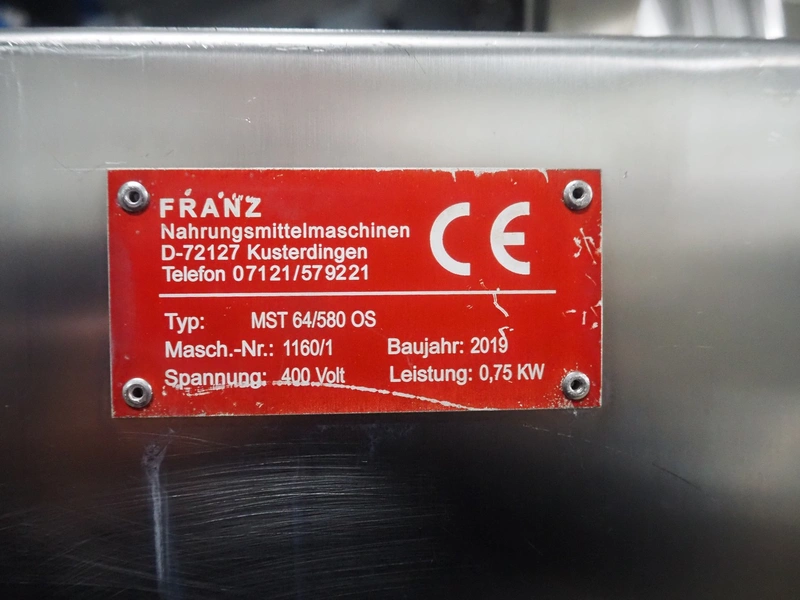 FRANZ
Nahrungsmittelmaschinen
D-72127 Kusterdingen
Telefon 07121/579221
CE
Typ: MST 64/580 OS
Masch.-Nr.: 1160/1 Baujahr: 2019
Spannung: 400 Volt Leistung: 0,75 KW